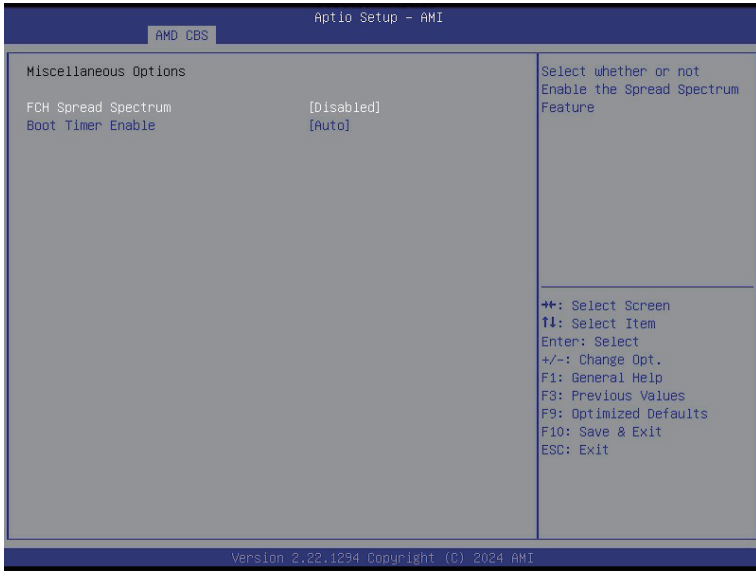 Aptio Setup – AMI
AMD CBS
Miscellaneous Options
FCH Spread Spectrum [Disabled]
Boot Timer Enable [Auto]
Select whether or not
Enable the Spread Spectrum
Feature
→←: Select Screen
↑↓: Select Item
Enter: Select
+/-: Change Opt.
F1: General Help
F3: Previous Values
F9: Optimized Defaults
F10: Save & Exit
ESC: Exit
Version 2.22.1294 Copyright (C) 2024 AMI